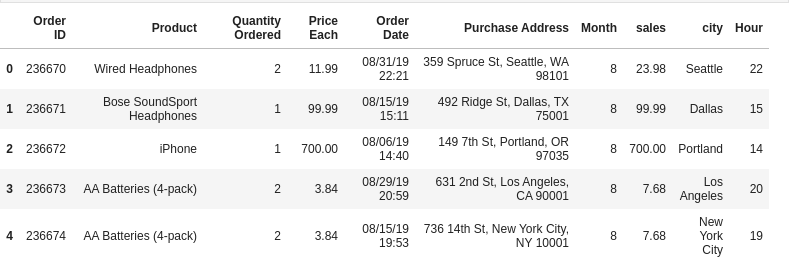 Order ID Product Quantity Ordered Price Each Order Date Purchase Address Month sales city Hour
0 236670 Wired Headphones 2 11.99 08/31/19 22:21 359 Spruce St, Seattle, WA 98101 8 23.98 Seattle 22
1 236671 Bose SoundSport Headphones 1 99.99 08/15/19 15:11 492 Ridge St, Dallas, TX 75001 8 99.99 Dallas 15
2 236672 iPhone 1 700.00 08/06/19 14:40 149 7th St, Portland, OR 97035 8 700.00 Portland 14
3 236673 AA Batteries (4-pack) 2 3.84 08/29/19 20:59 631 2nd St, Los Angeles, CA 90001 8 7.68 Los Angeles 20
4 236674 AA Batteries (4-pack) 2 3.84 08/15/19 19:53 736 14th St, New York City, NY 10001 8 7.68 New York City 19